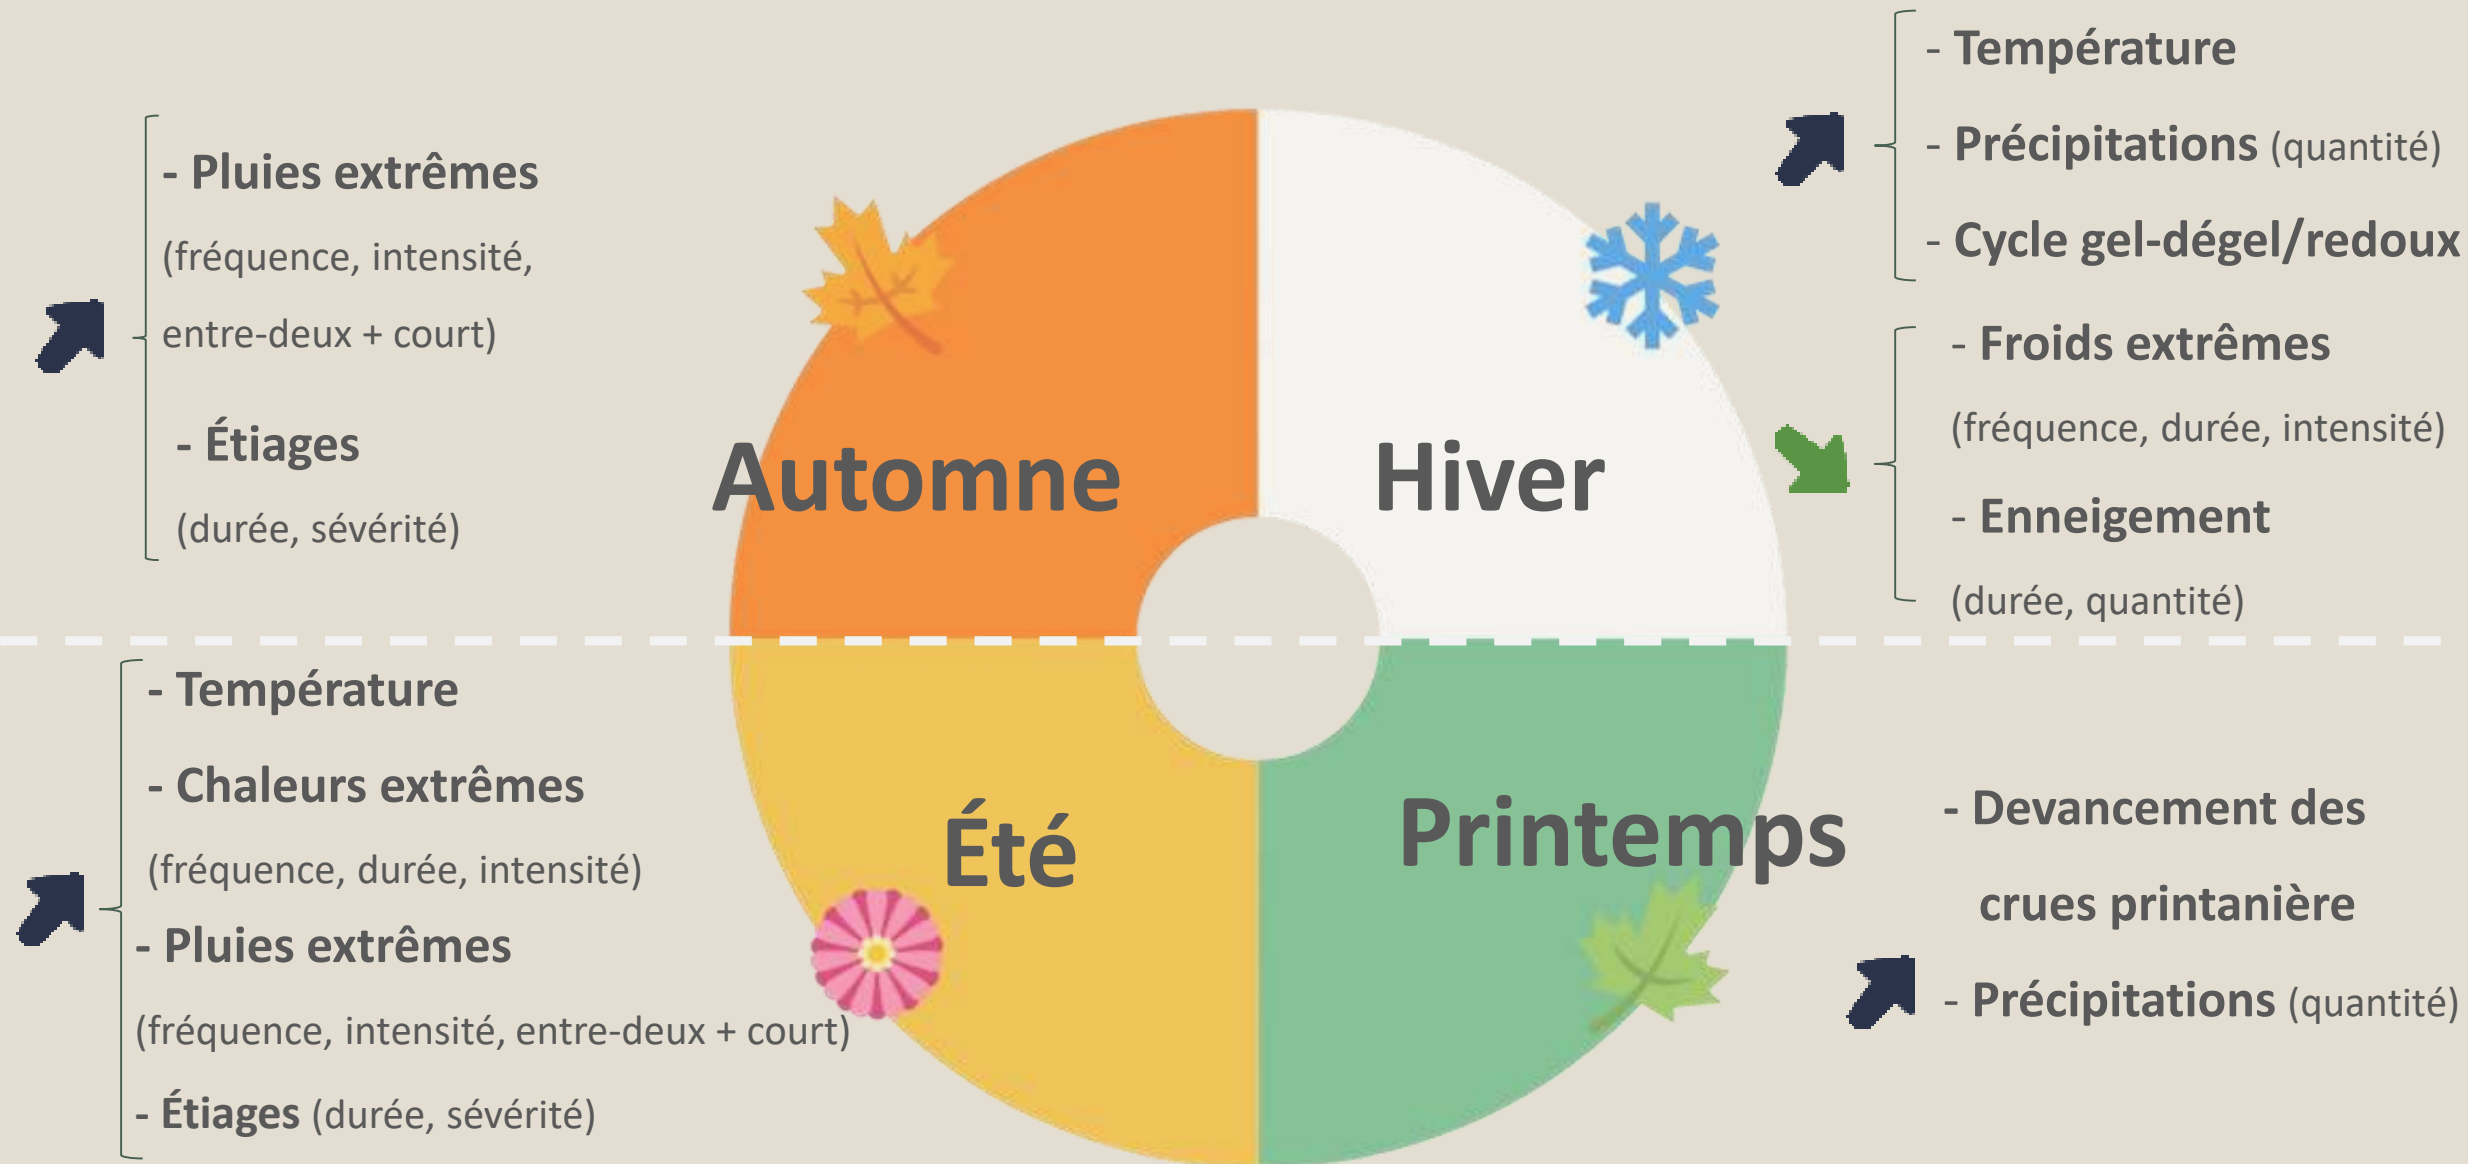 - Pluies extrêmes
(fréquence, intensité,
entre-deux + court)
- Étiages
(durée, sévérité)
Automne
Hiver
- Température
- Précipitations (quantité)
- Cycle gel-dégel/redoux
- Froids extrêmes
(fréquence, durée, intensité)
- Enneigement
(durée, quantité)
- Température
- Chaleurs extrêmes
(fréquence, durée, intensité)
- Pluies extrêmes
(fréquence, intensité, entre-deux + court)
- Étiages (durée, sévérité)
Été
Printemps
- Devancement des
crues printanière
- Précipitations (quantité)